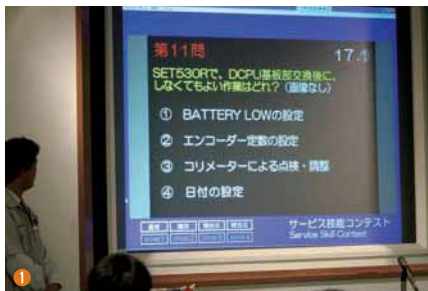 第11問 17.1
SET530Rで、DCPU基板部交換後に、
しなくてもよい作業はどれ？（画像なし）
① BATTERY LOWの設定
② エンコーダー定数の設定
③ コリメーターによる点検・調整
④ 日付の設定
サービス技能コンテスト
Service Skill Contest
1